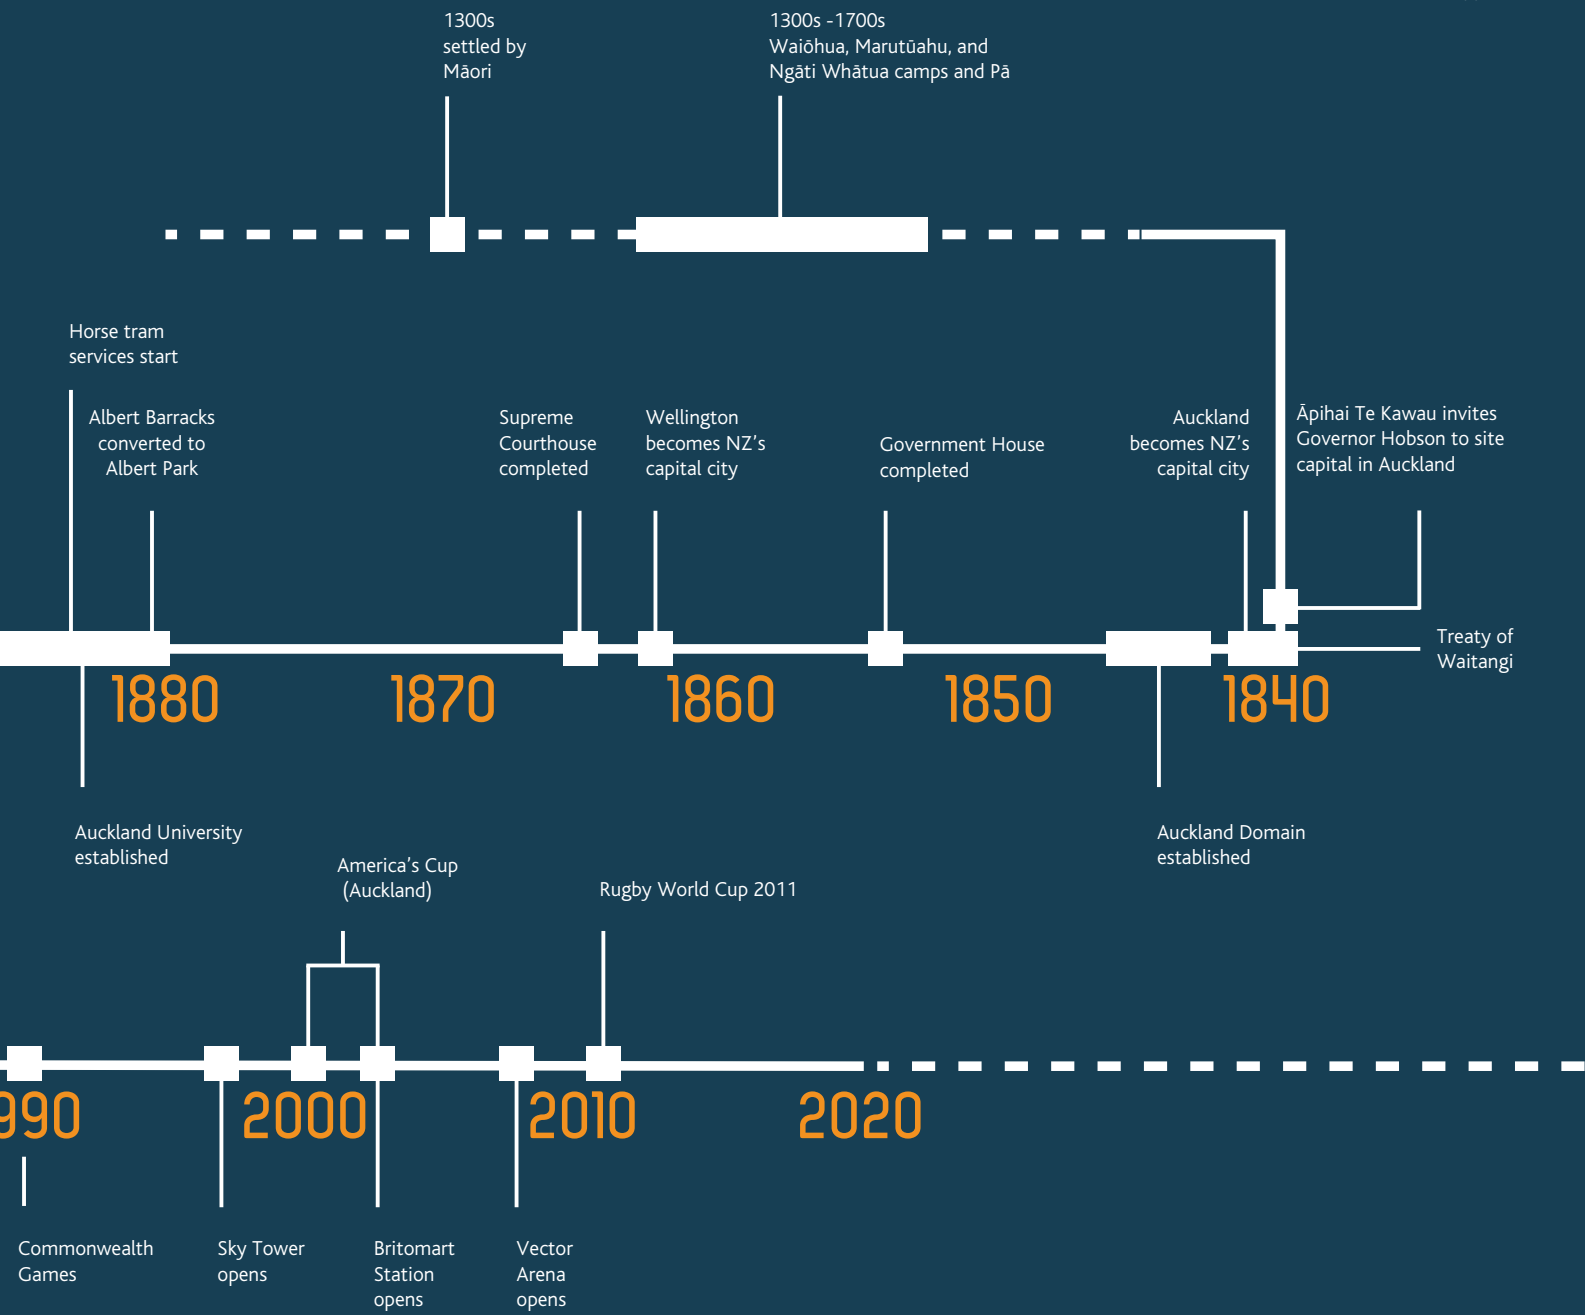 1300s
settled by
Māori
1300s -1700s
Waiōhua, Marutūahu, and
Ngāti Whātua camps and Pā
Horse tram
services start
Albert Barracks
converted to
Albert Park
Supreme
Courthouse
completed
Wellington
becomes NZ's
capital city
Government House
completed
Auckland
becomes NZ's
capital city
Āpihai Te Kawau invites
Governor Hobson to site
capital in Auckland
Treaty of
Waitangi
1880
1870
1860
1850
1840
Auckland University
established
Auckland Domain
established
America's Cup
(Auckland)
Rugby World Cup 2011
990
2000
2010
2020
Commonwealth
Games
Sky Tower
opens
Britomart
Station
opens
Vector
Arena
opens